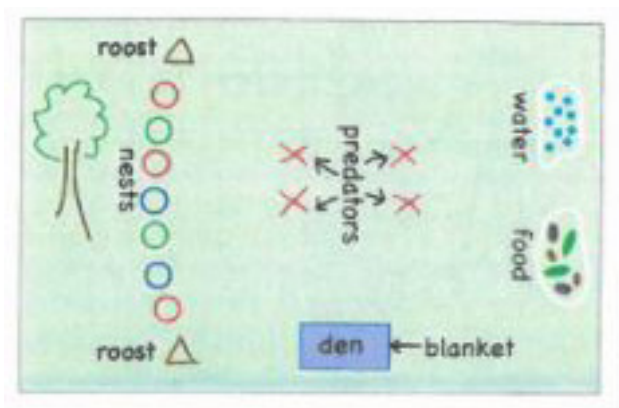 roost
water
predators
nests
food
roost
den
blanket